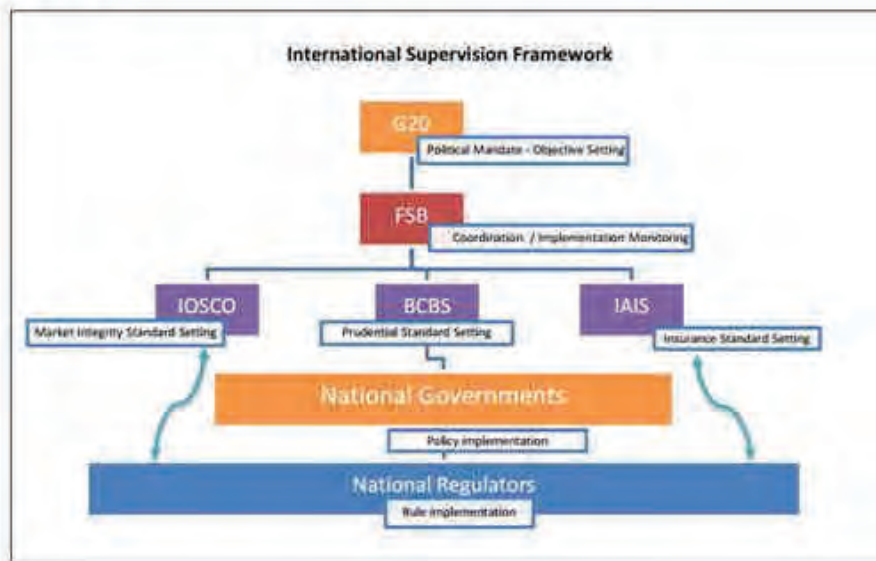 International Supervision Framework
G20
Political Mandate - Objective Setting
FSB
Coordination / Implementation Monitoring
IOSCO
BCBS
IAIS
Market Integrity Standard Setting
Prudential Standard Setting
Insurance Standard Setting
National Governments
Policy implementation
National Regulators
Rule implementation